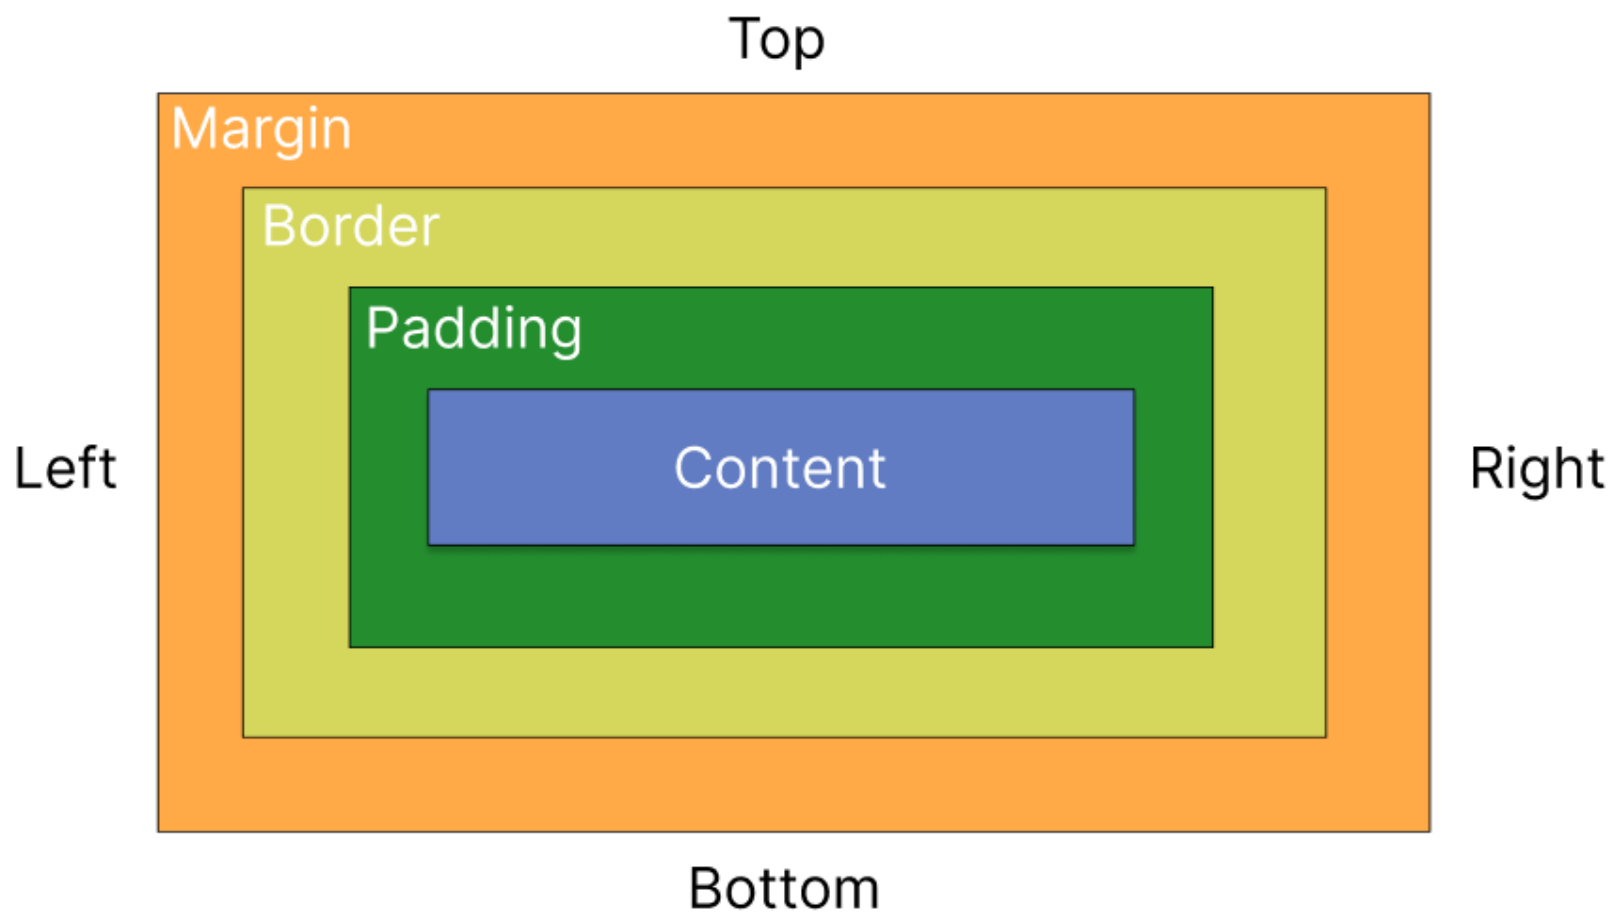 Top
Margin
Border
Padding
Left
Content
Right
Bottom